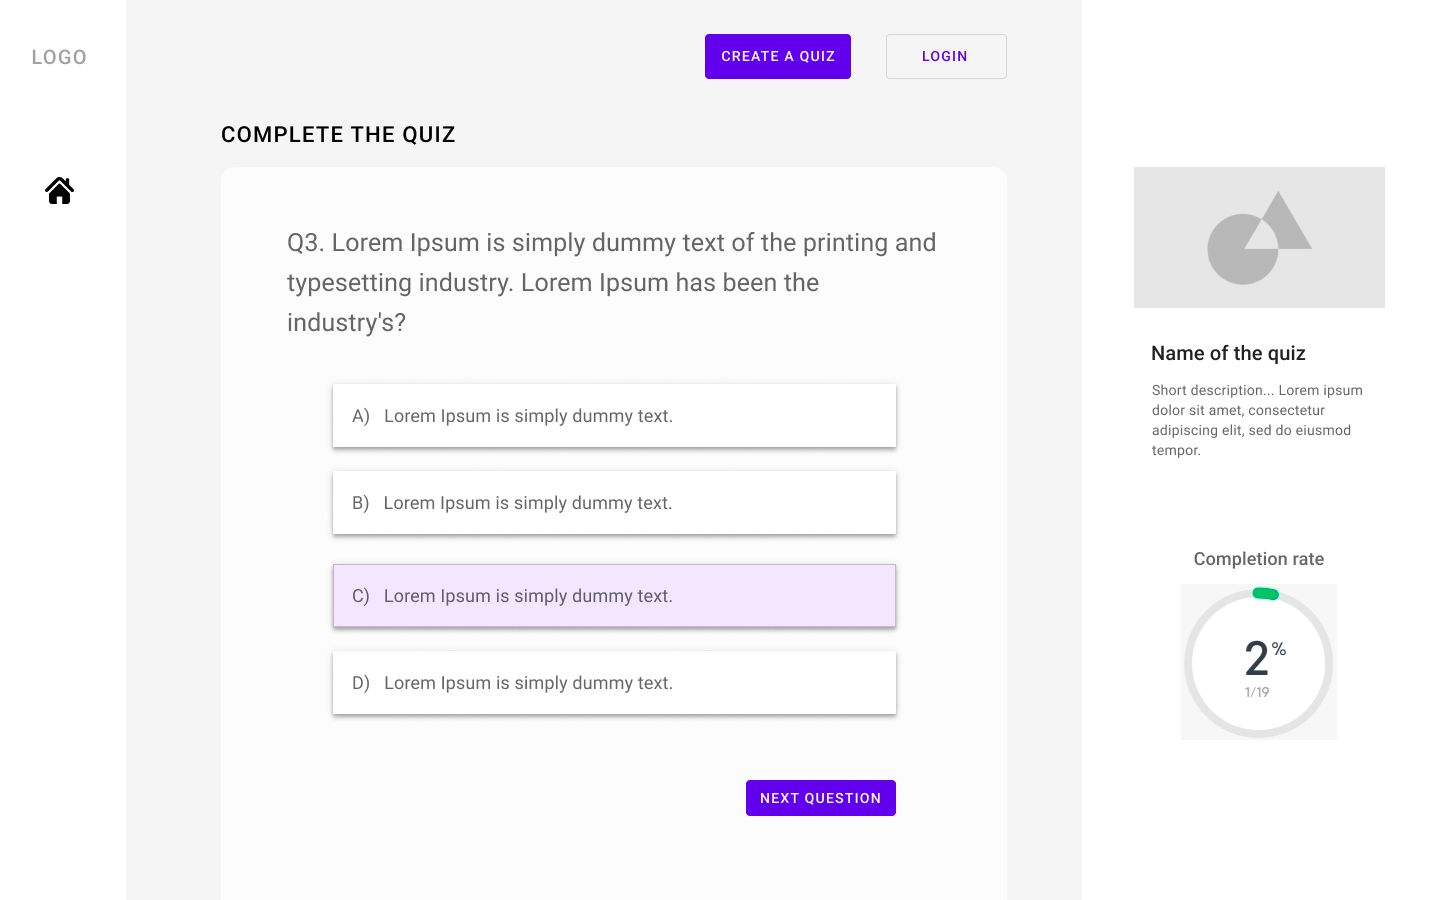 LOGO
CREATE A QUIZ
LOGIN
COMPLETE THE QUIZ
Q3. Lorem Ipsum is simply dummy text of the printing and
typesetting industry. Lorem Ipsum has been the
industry's?
A) Lorem Ipsum is simply dummy text.
B) Lorem Ipsum is simply dummy text.
C) Lorem Ipsum is simply dummy text.
D) Lorem Ipsum is simply dummy text.
NEXT QUESTION
Name of the quiz
Short description... Lorem ipsum
dolor sit amet, consectetur
adipiscing elit, sed do eiusmod
tempor.
Completion rate
2%
1/19